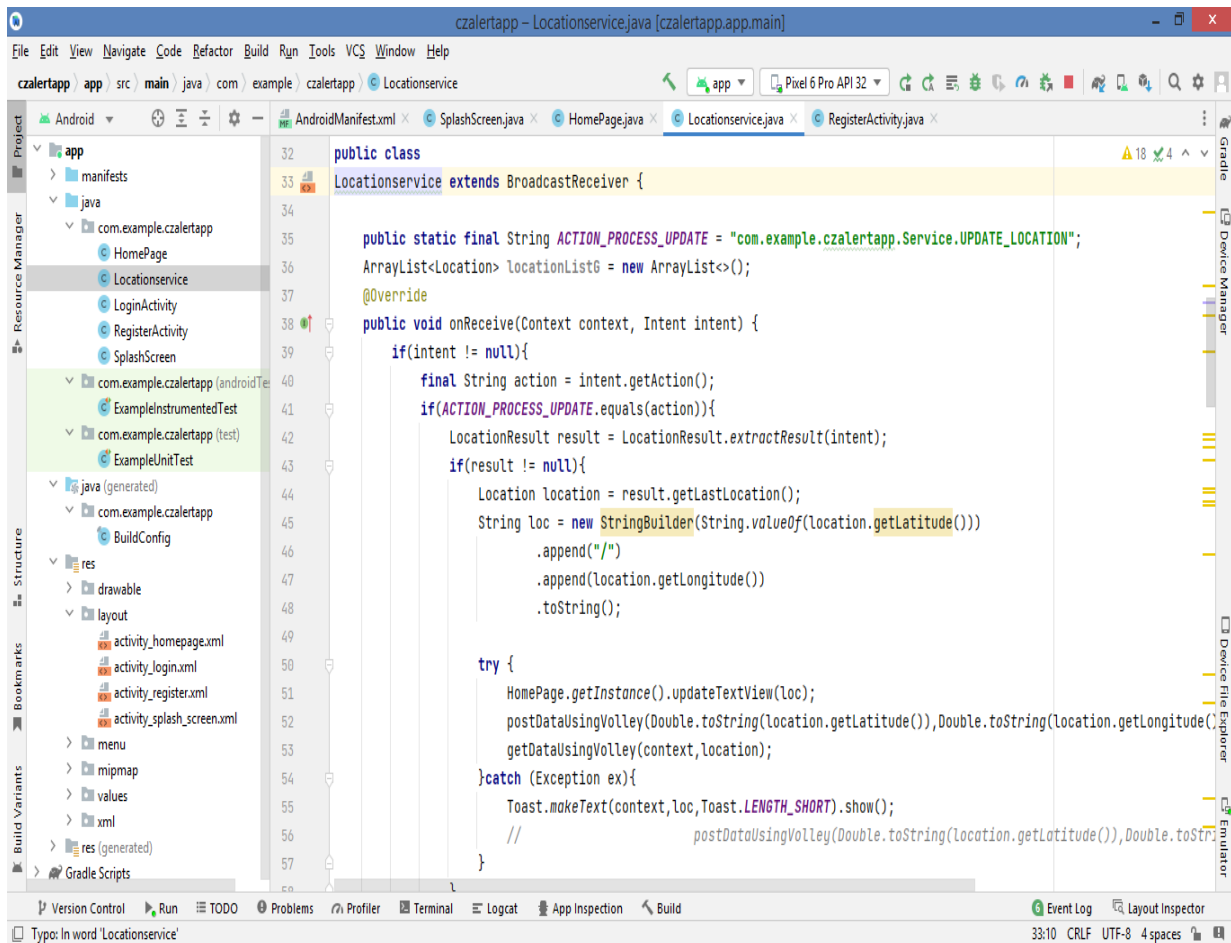 czalertapp – Locationservice.java [czalertapp.app.main]
File Edit View Navigate Code Refactor Build Run Tools VCS Window Help
czalertapp app src main java com example czalertapp Locationservice app Pixel 6 Pro API 32
Project
Resource Manager
Structure
Bookmarks
Build Variants
Android
app
manifests
java
com.example.czalertapp
HomePage
Locationservice
LoginActivity
RegisterActivity
SplashScreen
com.example.czalertapp (androidTe
ExampleInstrumentedTest
com.example.czalertapp (test)
ExampleUnitTest
java (generated)
com.example.czalertapp
BuildConfig
res
drawable
layout
activity_homepage.xml
activity_login.xml
activity_register.xml
activity_splash_screen.xml
menu
mipmap
values
xml
res (generated)
Gradle Scripts
AndroidManifest.xml SplashScreen.java HomePage.java Locationservice.java RegisterActivity.java
18 4
32 public class
33 Locationservice extends BroadcastReceiver {
34
35 public static final String ACTION_PROCESS_UPDATE = "com.example.czalertapp.Service.UPDATE_LOCATION";
36 ArrayList<Location> locationListG = new ArrayList<>();
37 @Override
38 public void onReceive(Context context, Intent intent) {
39 if(intent != null){
40 final String action = intent.getAction();
41 if(ACTION_PROCESS_UPDATE.equals(action)){
42 LocationResult result = LocationResult.extractResult(intent);
43 if(result != null){
44 Location location = result.getLastLocation();
45 String loc = new StringBuilder(String.valueOf(location.getLatitude()))
46 .append("/")
47 .append(location.getLongitude())
48 .toString();
49
50 try {
51 HomePage.getInstance().updateTextView(loc);
52 postDataUsingVolley(Double.toString(location.getLatitude()),Double.toString(location.getLongitude()
53 getDataUsingVolley(context,location);
54 }catch (Exception ex){
55 Toast.makeText(context,loc,Toast.LENGTH_SHORT).show();
56 // postDataUsingVolley(Double.toString(location.getLatitude()),Double.toStri
57 }
58 }
Gradle
Device Manager
Device File Explorer
Emulator
Version Control Run TODO Problems Profiler Terminal Logcat App Inspection Build Event Log Layout Inspector
Typo: In word 'Locationservice' 33:10 CRLF UTF-8 4 spaces